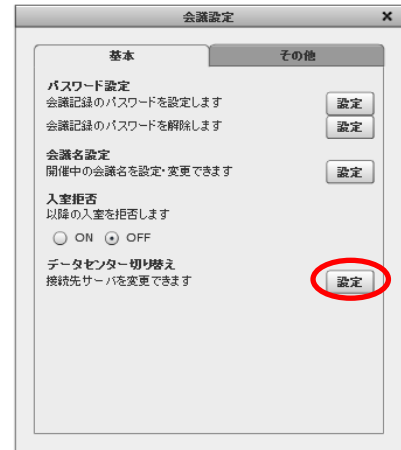 会議設定
基本 その他
パスワード設定
会議記録のパスワードを設定します 設定
会議記録のパスワードを解除します 設定
会議名設定
開催中の会議名を設定・変更できます 設定
入室拒否
以降の入室を拒否します
ON OFF
データセンター切り替え
接続先サーバを変更できます 設定